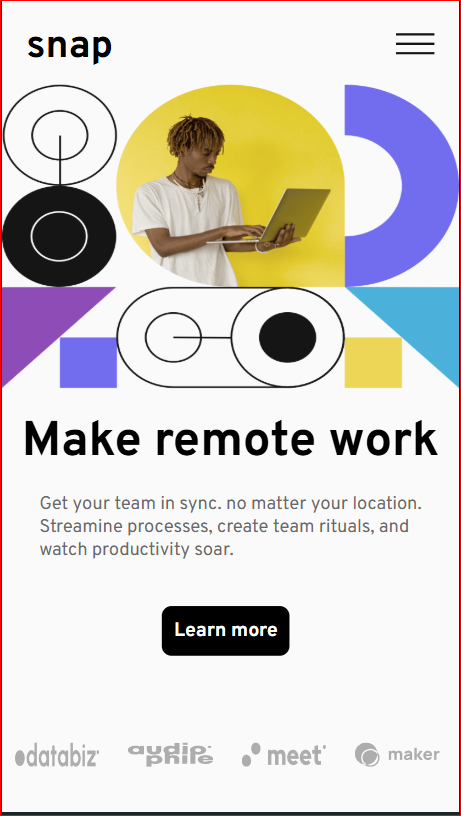 snap
Make remote work
Get your team in sync. no matter your location.
Streamine processes, create team rituals, and
watch productivity soar.
Learn more
databiz
audiophile
meet
maker